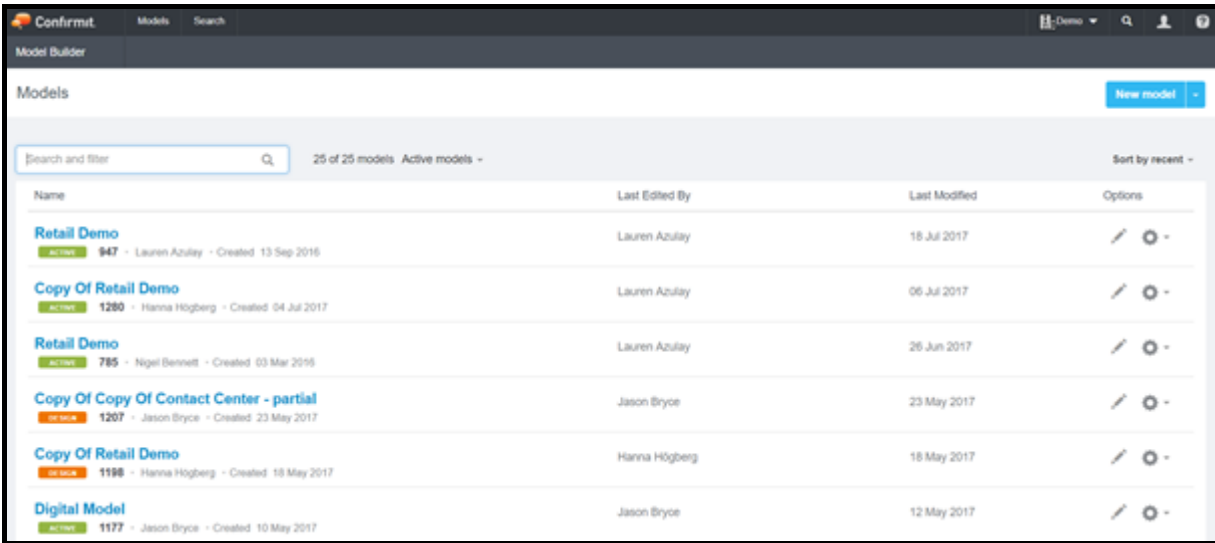 Confirmit Models Search Demo
Model Builder
Models New model
Search and filter 25 of 25 models Active models Sort by recent
Name Last Edited By Last Modified Options
Retail Demo Lauren Azulay 18 Jul 2017
ACTIVE 947 - Lauren Azulay - Created 13 Sep 2016
Copy Of Retail Demo Lauren Azulay 06 Jul 2017
ACTIVE 1280 - Hanna Högberg - Created 04 Jul 2017
Retail Demo Lauren Azulay 26 Jun 2017
ACTIVE 785 - Nigel Bennett - Created 03 Mar 2016
Copy Of Copy Of Contact Center - partial Jason Bryce 23 May 2017
DESIGN 1207 - Jason Bryce - Created 23 May 2017
Copy Of Retail Demo Hanna Högberg 18 May 2017
DESIGN 1198 - Hanna Högberg - Created 18 May 2017
Digital Model Jason Bryce 12 May 2017
ACTIVE 1177 - Jason Bryce - Created 10 May 2017